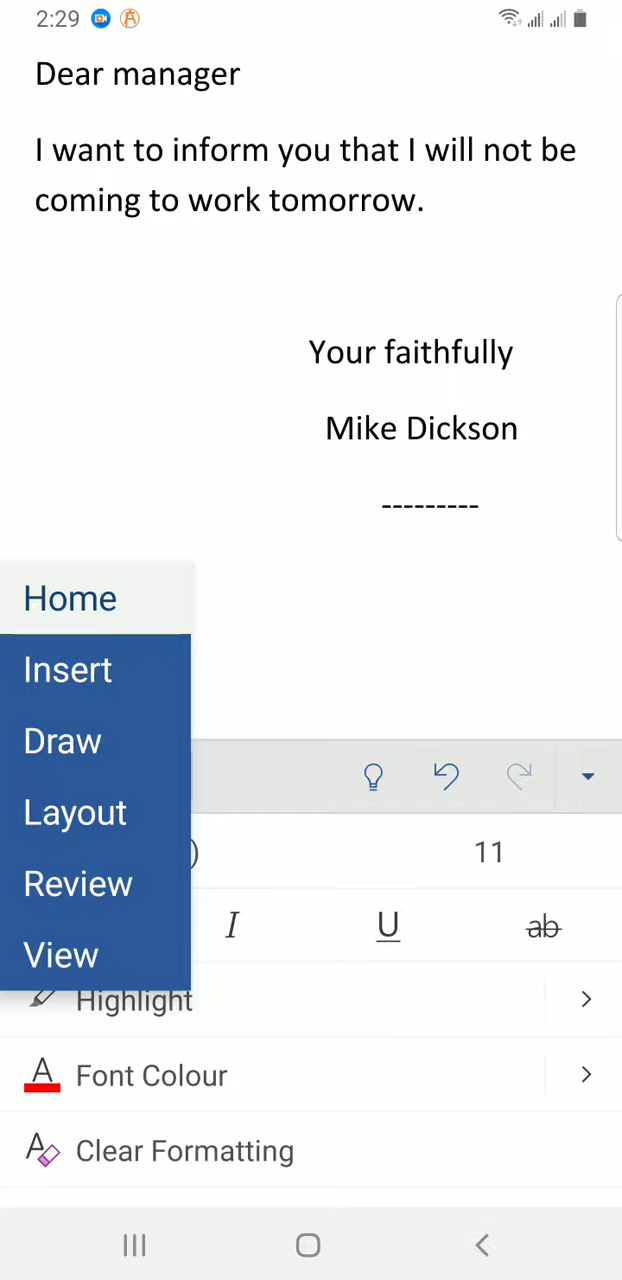 2:29
Dear manager
I want to inform you that I will not be
coming to work tomorrow.
Your faithfully
Mike Dickson
---------
Home
Insert
Draw
Layout
) 11
Review
I U ab
View
Highlight
A Font Colour
A Clear Formatting